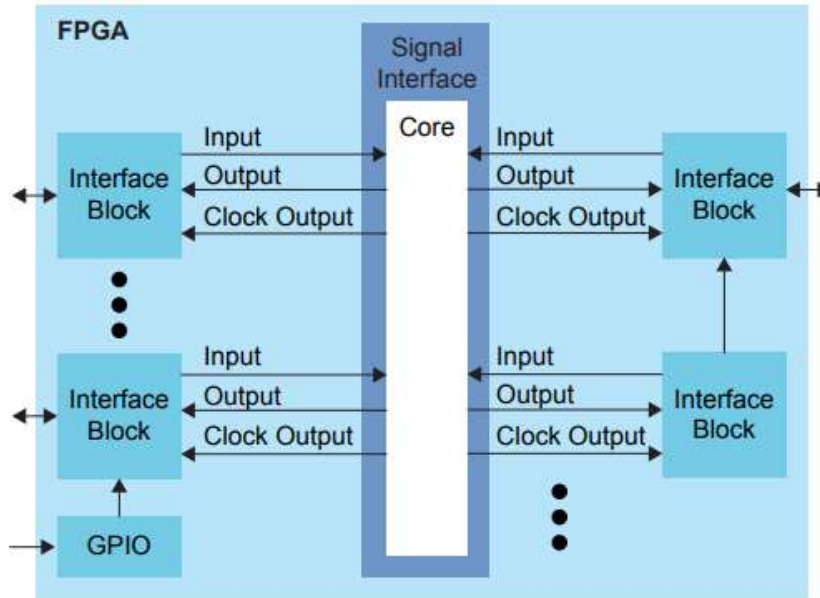 FPGA
Signal
Interface
Core
Interface
Block
Input
Output
Clock Output
Input
Output
Clock Output
Interface
Block
Interface
Block
Input
Output
Clock Output
Input
Output
Clock Output
Interface
Block
GPIO